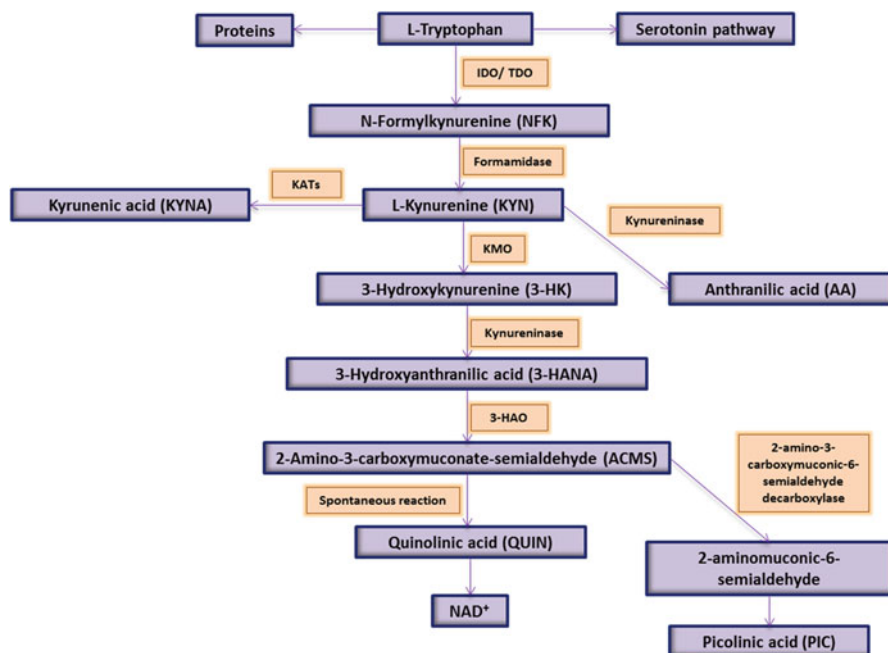 Proteins
L-Tryptophan
Serotonin pathway
IDO/ TDO
N-Formylkynurenine (NFK)
Formamidase
KATs
Kyrunenic acid (KYNA)
L-Kynurenine (KYN)
Kynureninase
KMO
3-Hydroxykynurenine (3-HK)
Anthranilic acid (AA)
Kynureninase
3-Hydroxyanthranilic acid (3-HANA)
3-HAO
2-Amino-3-carboxymuconate-semialdehyde (ACMS)
2-amino-3-
carboxymuconic-6-
semialdehyde
decarboxylase
Spontaneous reaction
Quinolinic acid (QUIN)
2-aminomuconic-6-
semialdehyde
NAD⁺
Picolinic acid (PIC)